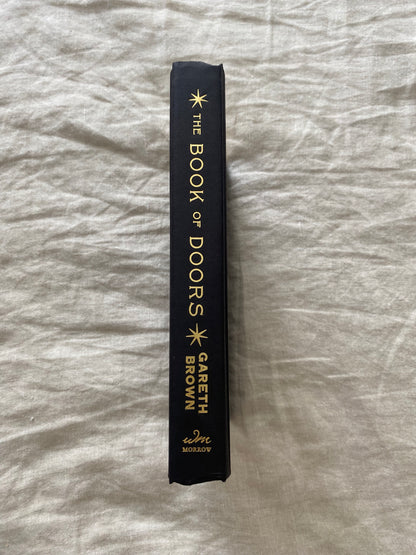 THE BOOK OF DOORS
GARETH
BROWN
wm
MORROW